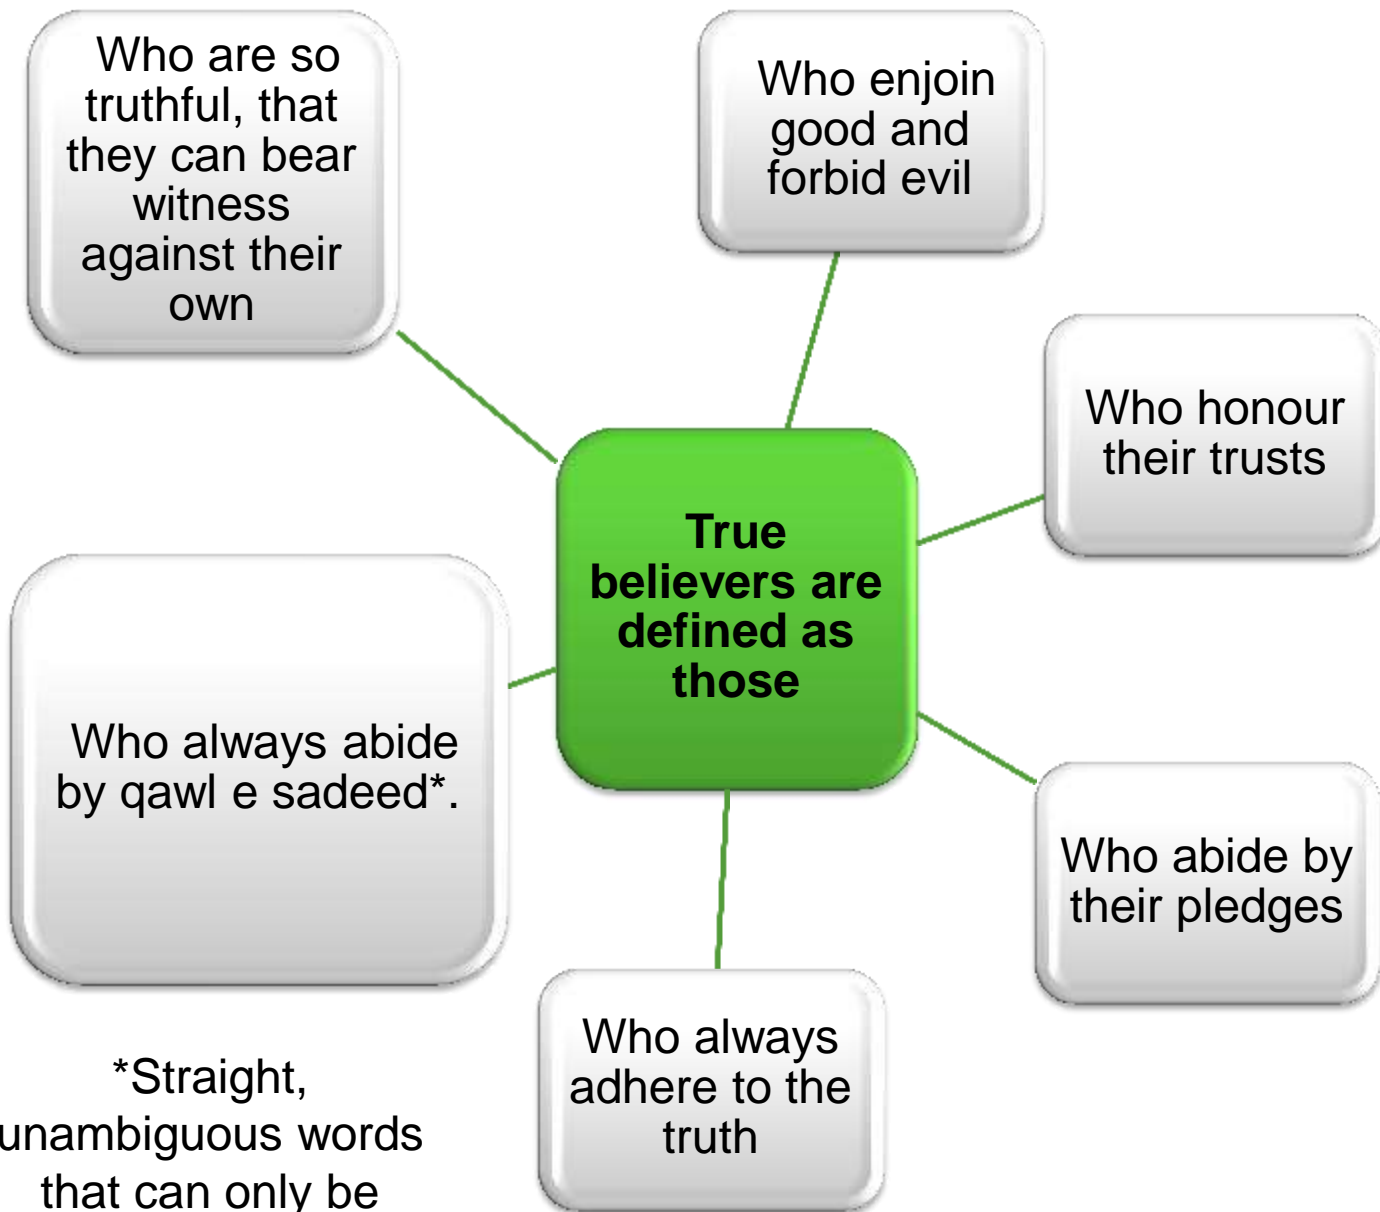 Who are so
truthful, that
they can bear
witness
against their
own
Who enjoin
good and
forbid evil
Who honour
their trusts
True
believers are
defined as
those
Who always abide
by qawl e sadeed*.
Who abide by
their pledges
Who always
adhere to the
truth
*Straight,
unambiguous words
that can only be